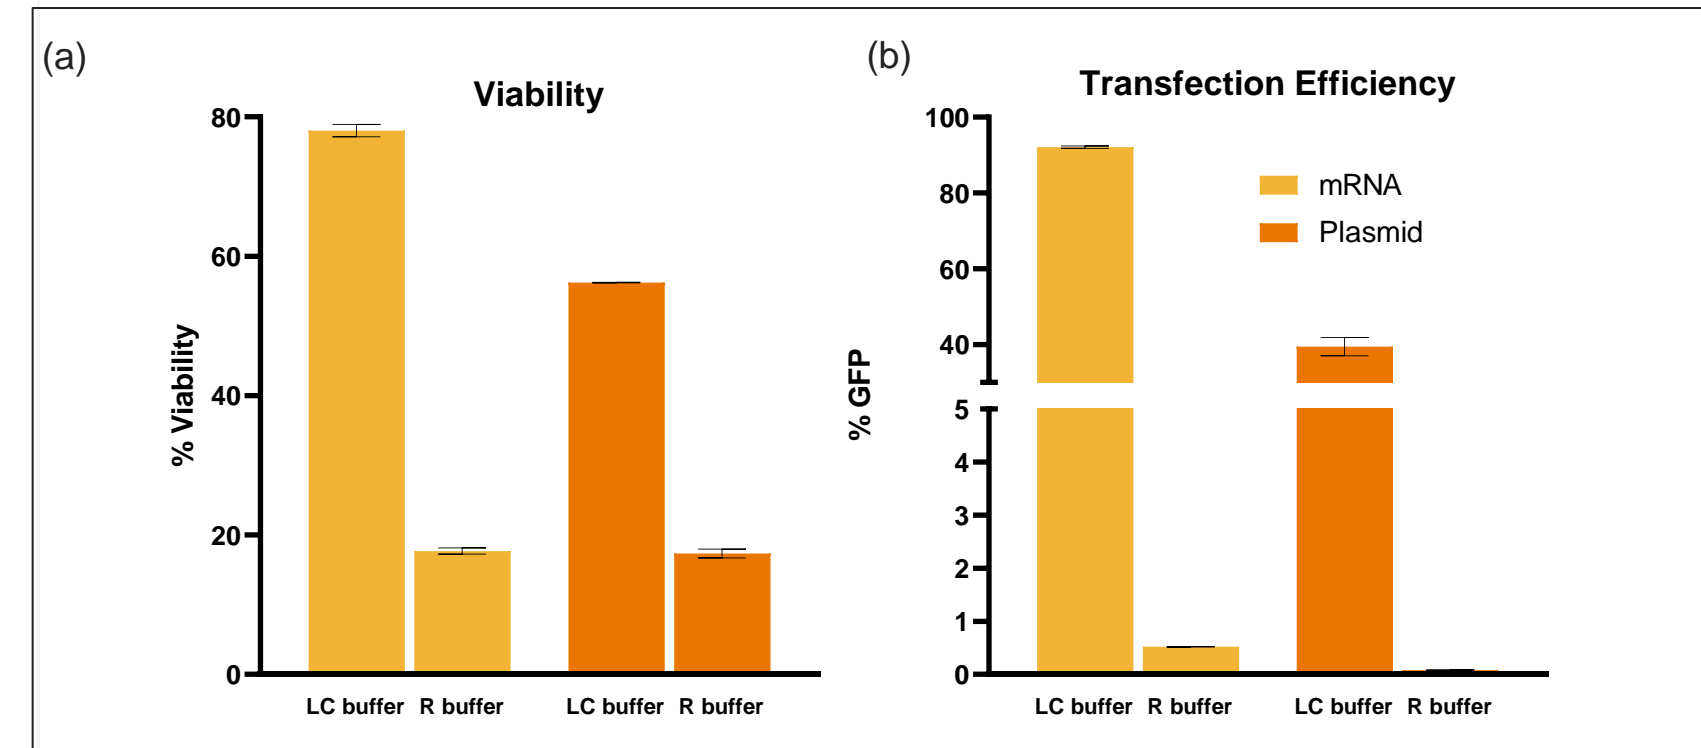 (a)
Viability
80
60
40
20
0
% Viability
LC buffer R buffer LC buffer R buffer
(b)
Transfection Efficiency
100
80
60
40
5
4
3
2
1
0
% GFP
mRNA
Plasmid
LC buffer R buffer LC buffer R buffer